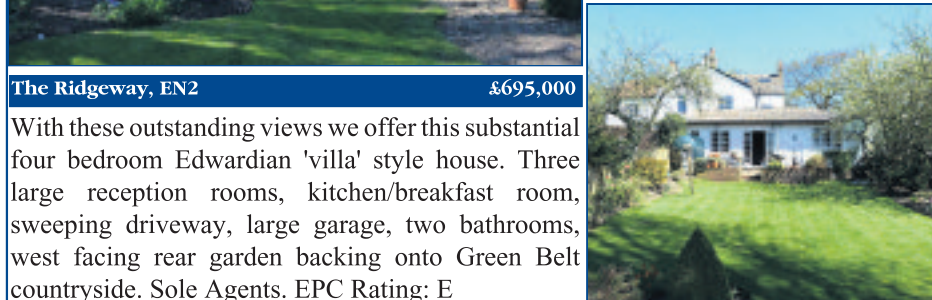 The Ridgeway, EN2 £695,000
With these outstanding views we offer this substantial
four bedroom Edwardian 'villa' style house. Three
large reception rooms, kitchen/breakfast room,
sweeping driveway, large garage, two bathrooms,
west facing rear garden backing onto Green Belt
countryside. Sole Agents. EPC Rating: E